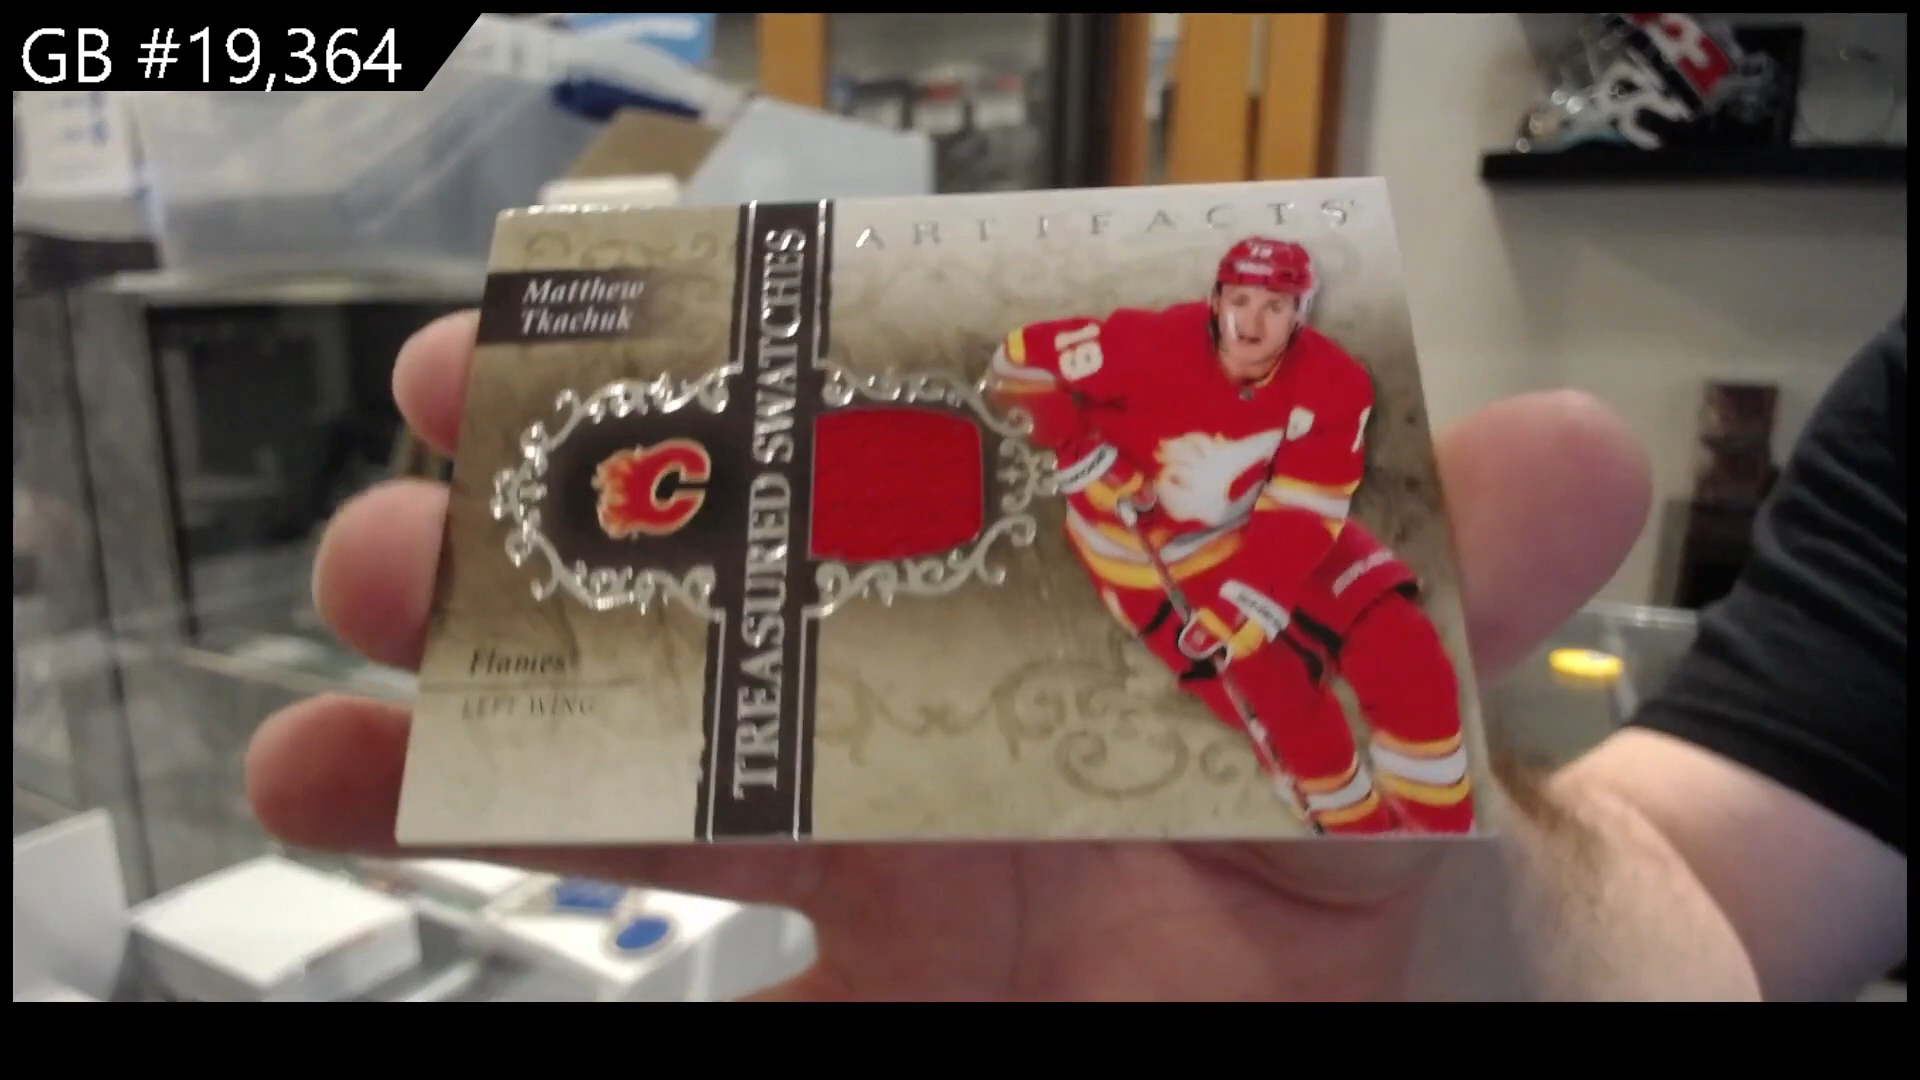 GB #19,364
ARTIFACTS
Matthew
Tkachuk
TREASURED SWATCHES
19
Flames
LEFT WING